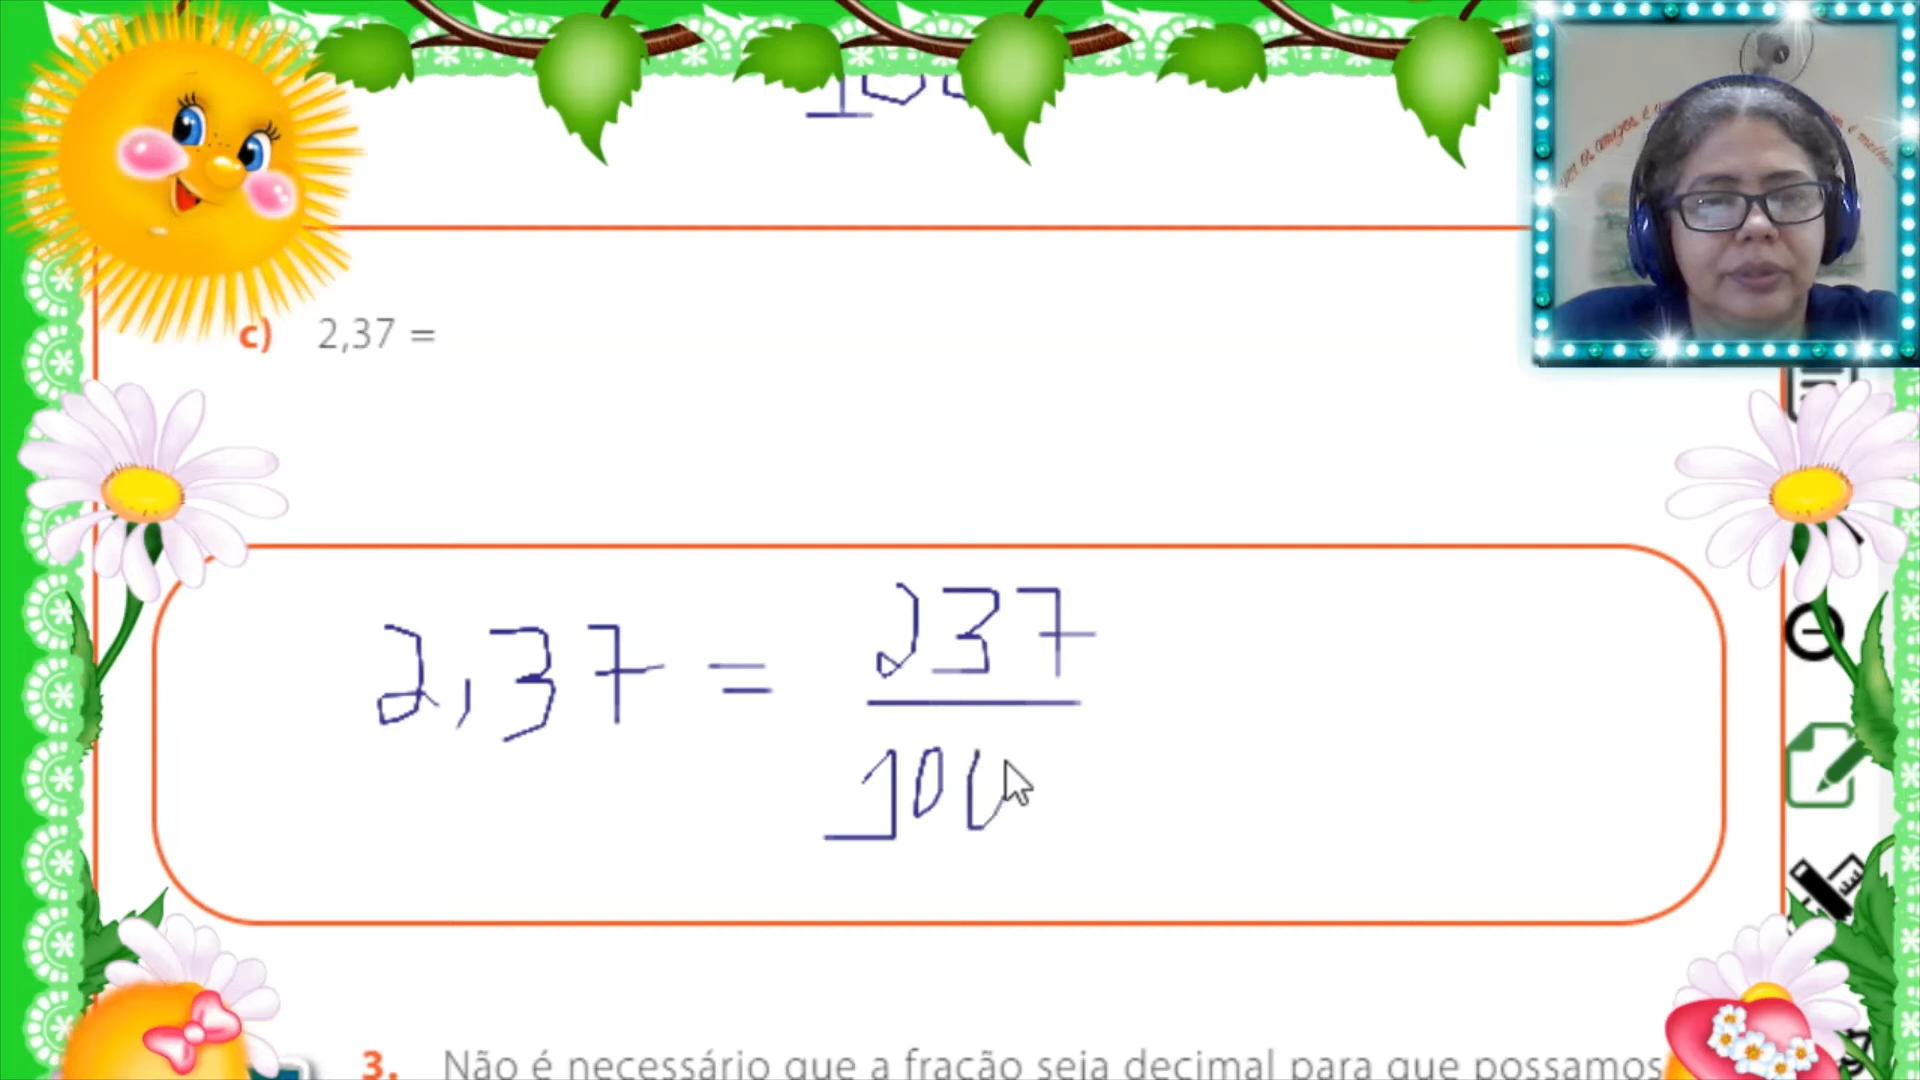 c) 2,37 =
2,37 = 237
100
3. Não é necessário que a fração seja decimal para que possamos